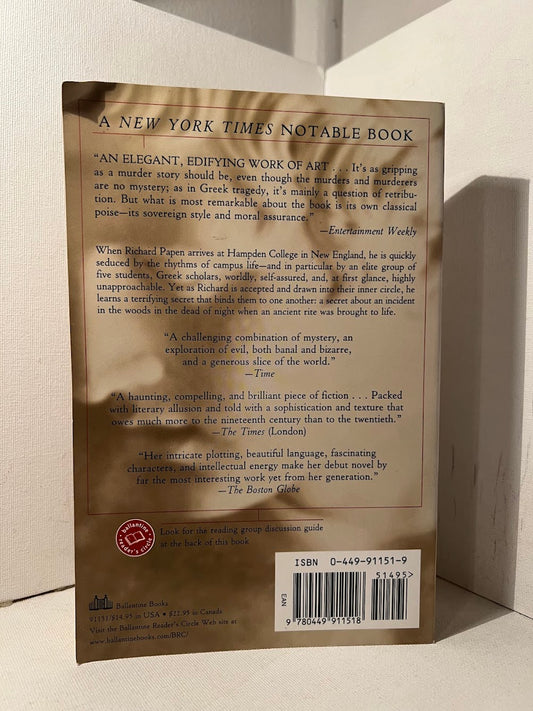 A NEW YORK TIMES NOTABLE BOOK
“AN ELEGANT, EDIFYING WORK OF ART . . . It's as gripping
as a murder story should be, even though the murders and murderers
are no mystery; as in Greek tragedy, it's mainly a question of retribu-
tion. But what is most remarkable about the book is its own classical
poise—its sovereign style and moral assurance.”
—Entertainment Weekly
When Richard Papen arrives at Hampden College in New England, he is quickly
seduced by the rhythms of campus life—and in particular by an elite group of
five students, Greek scholars, worldly, self-assured, and, at first glance, highly
unapproachable. Yet as Richard is accepted and drawn into their inner circle, he
learns a terrifying secret that binds them to one another: a secret about an incident
in the woods in the dead of night when an ancient rite was brought to life.
“A challenging combination of mystery, an
exploration of evil, both banal and bizarre,
and a generous slice of the world.”
—Time
“A haunting, compelling, and brilliant piece of fiction . . . Packed
with literary allusion and told with a sophistication and texture that
owes much more to the nineteenth century than to the twentieth.”
—The Times (London)
“Her intricate plotting, beautiful language, fascinating
characters, and intellectual energy make her debut novel by
far the most interesting work yet from her generation.”
—The Boston Globe
ballantine
reader's circle
Look for the reading group discussion guide
at the back of this book
ISBN 0-449-91151-9
51495>
EAN
9 780449 911518
Ballantine Books
91151/$14.95 in USA • $22.95 in Canada
Visit the Ballantine Reader's Circle Web site at
www.ballantinebooks.com/BRC/